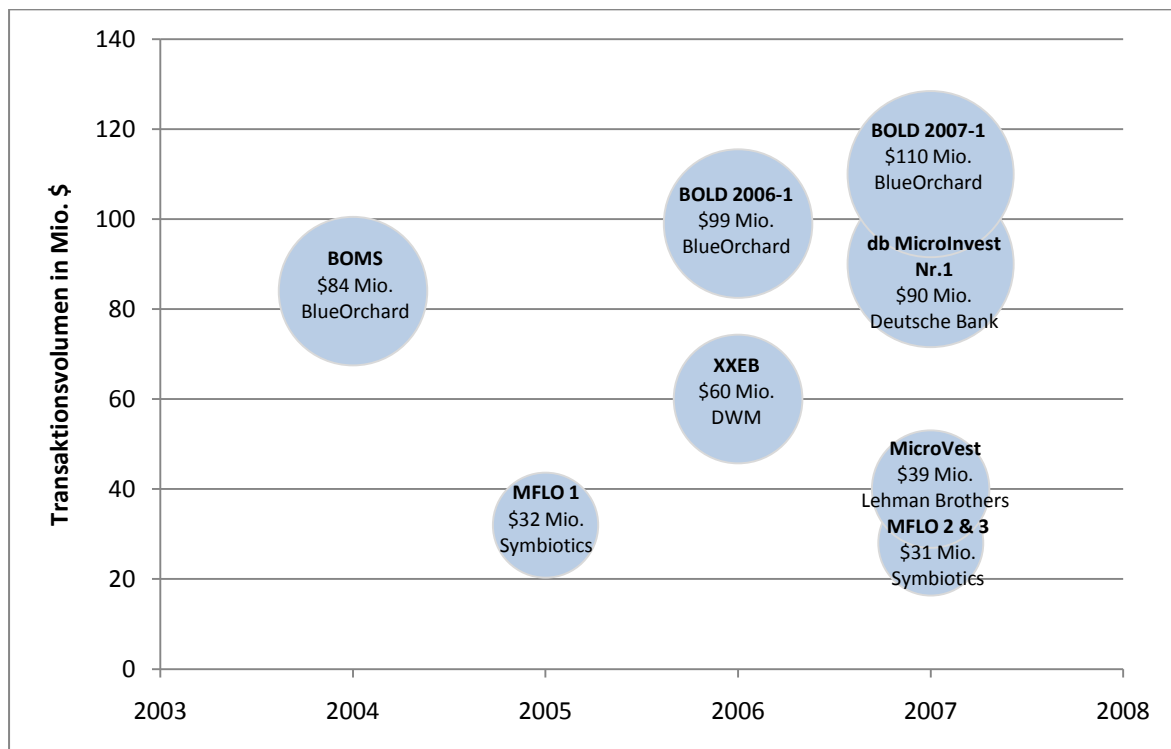 Transaktionsvolumen in Mio. $
140
120
100
80
60
40
20
0
2003
2004
2005
2006
2007
2008
BOMS
$84 Mio.
BlueOrchard
MFLO 1
$32 Mio.
Symbiotics
BOLD 2006-1
$99 Mio.
BlueOrchard
XXEB
$60 Mio.
DWM
BOLD 2007-1
$110 Mio.
BlueOrchard
db MicroInvest
Nr.1
$90 Mio.
Deutsche Bank
MicroVest
$39 Mio.
Lehman Brothers
MFLO 2 & 3
$31 Mio.
Symbiotics